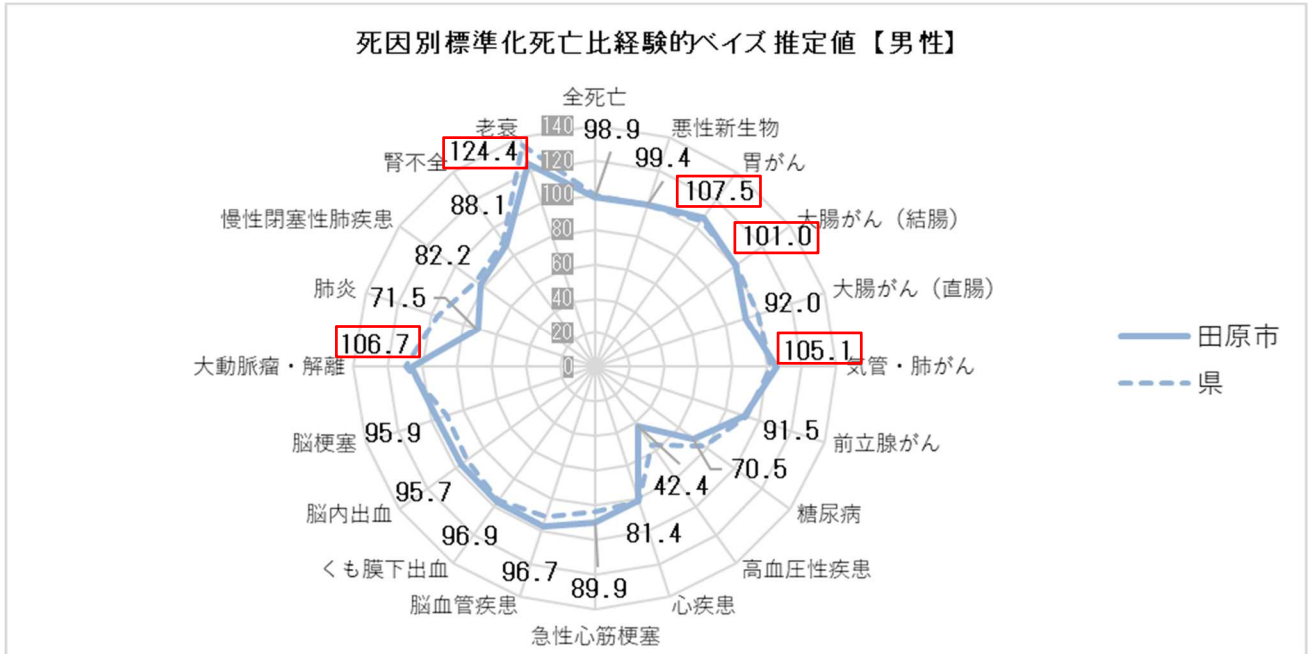 死因別標準化死亡比経験的ベイズ推定値【男性】
全死亡
98.9
悪性新生物
99.4
胃がん
107.5
大腸がん（結腸）
101.0
大腸がん（直腸）
92.0
気管・肺がん
105.1
前立腺がん
91.5
糖尿病
70.5
高血圧性疾患
42.4
心疾患
81.4
急性心筋梗塞
89.9
脳血管疾患
96.7
くも膜下出血
96.9
脳内出血
95.7
脳梗塞
95.9
大動脈瘤・解離
106.7
肺炎
71.5
慢性閉塞性肺疾患
82.2
腎不全
88.1
老衰
124.4
140
120
100
80
60
40
20
0
田原市
県